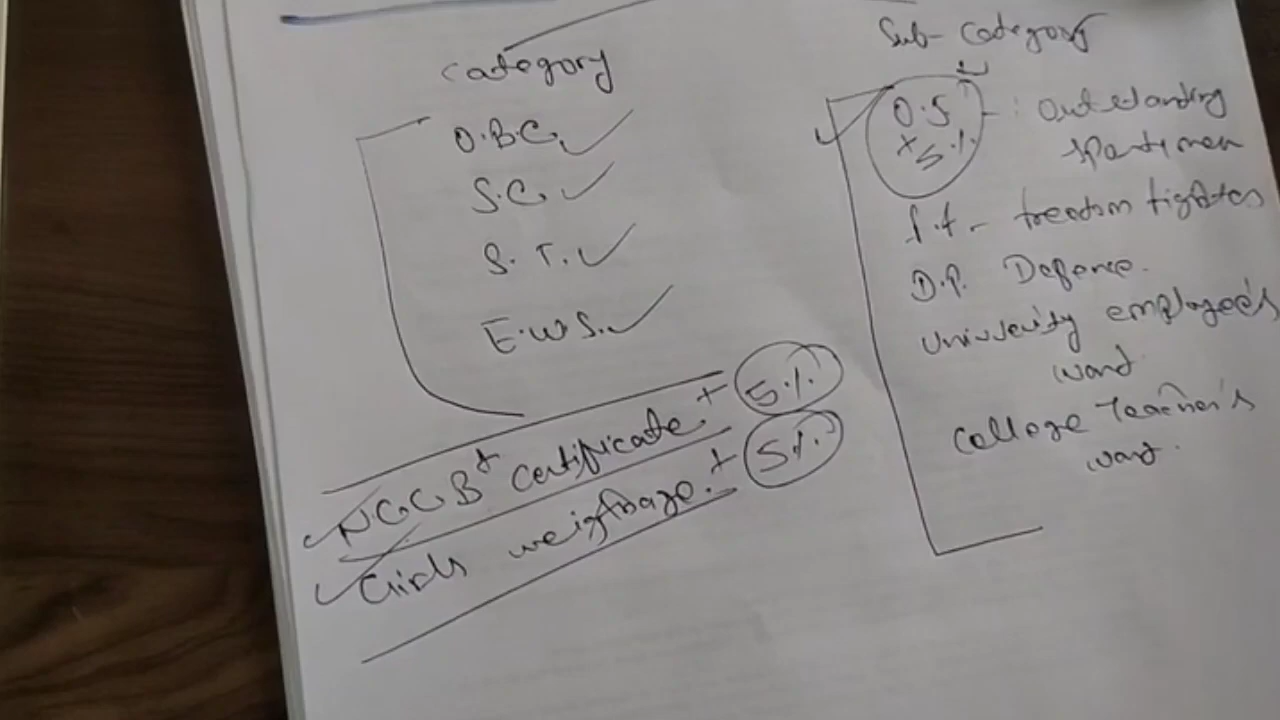 Category
O.B.C.
S.C.
S.T.
E.W.S.
N.C.C B+ Certificate. + 5%
Girls weightage. + 5%
Sub-Category
O.S - : Outstanding
+5% Sportsmen
f.f - freedom fighters
D.P. Defence.
University employee's
ward
College Teacher's
ward.